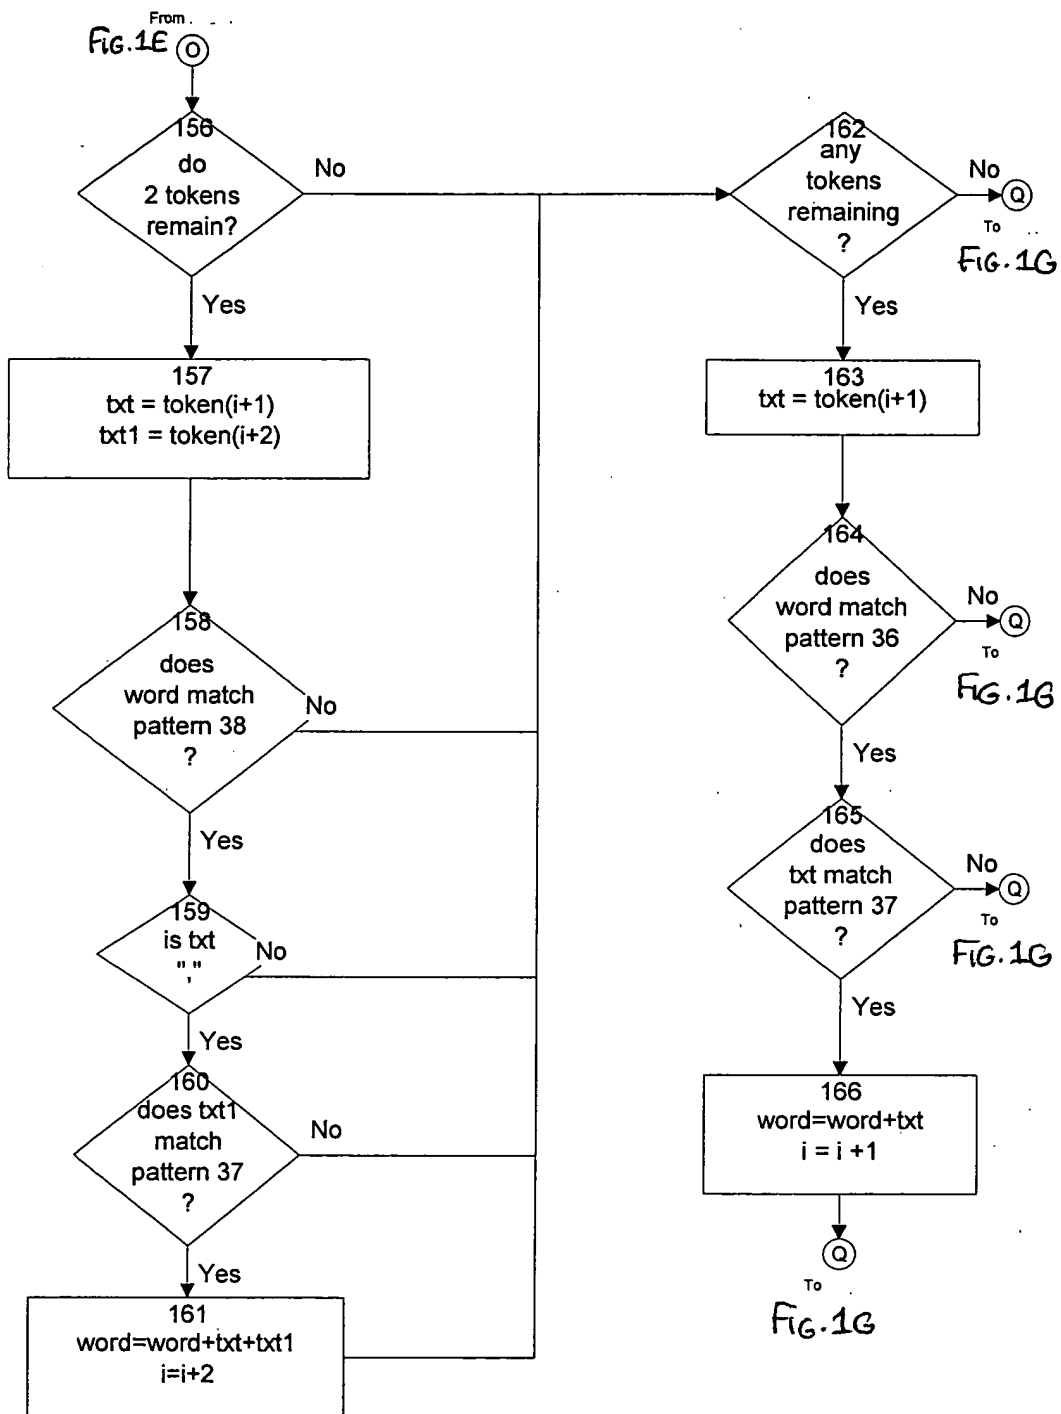 From
FIG.1E O
156
do
2 tokens
remain?
No
Yes
157
txt = token(i+1)
txt1 = token(i+2)
158
does
word match
pattern 38
?
No
Yes
159
is txt
","
No
Yes
160
does txt1
match
pattern 37
?
No
Yes
161
word=word+txt+txt1
i=i+2
162
any
tokens
remaining
?
No
Q
To
FIG.1G
Yes
163
txt = token(i+1)
164
does
word match
pattern 36
?
No
Q
To
FIG.1G
Yes
165
does
txt match
pattern 37
?
No
Q
To
FIG.1G
Yes
166
word=word+txt
i = i +1
Q
To
FIG.1G